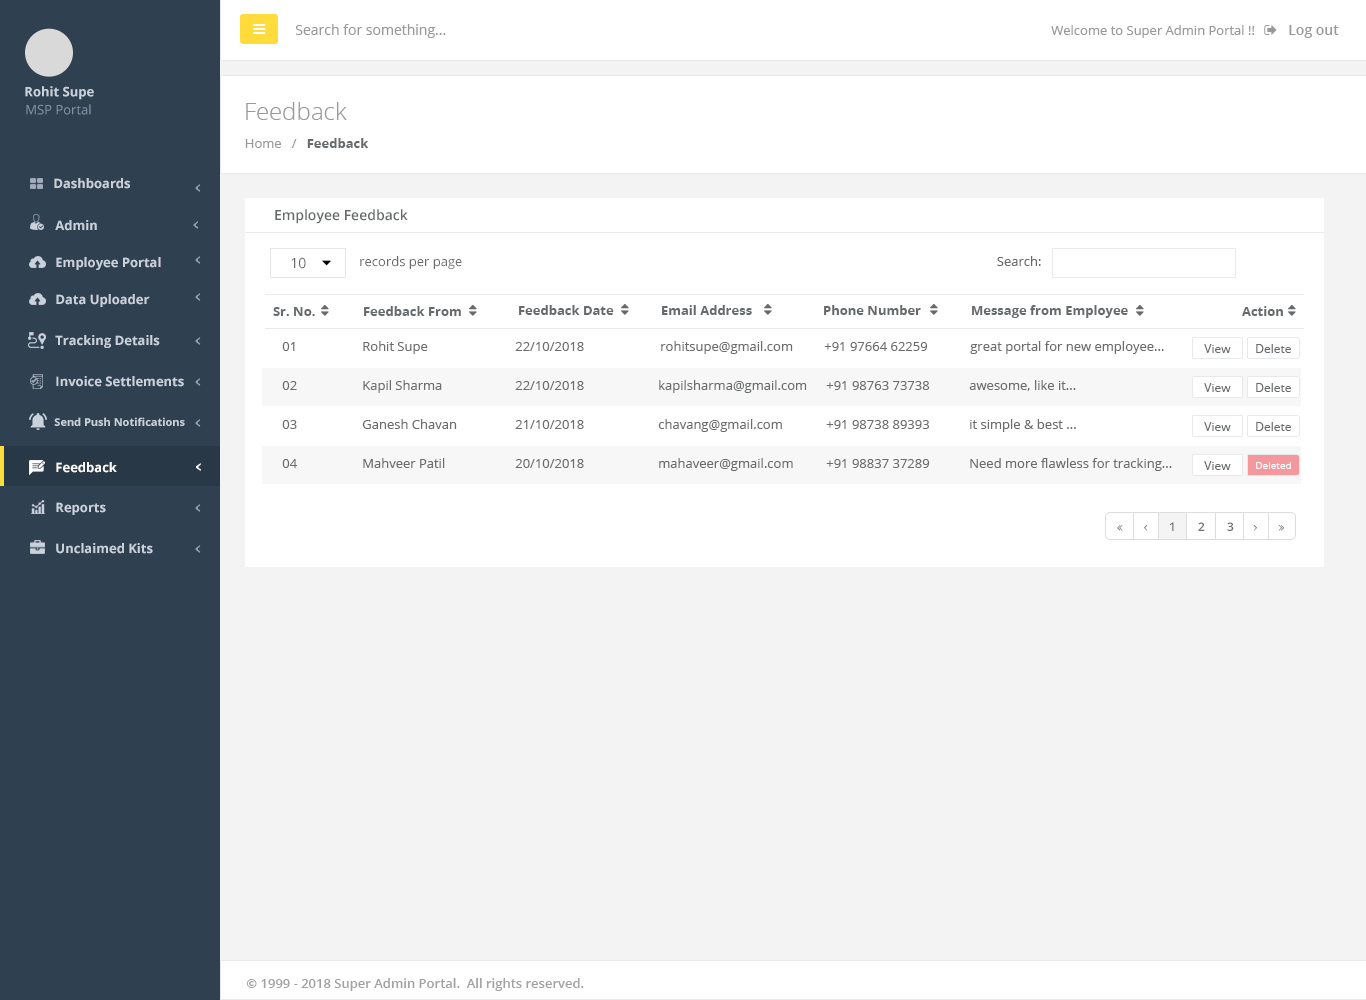 Search for something...
Welcome to Super Admin Portal !!
Log out
Rohit Supe
MSP Portal
Dashboards
Admin
Employee Portal
Data Uploader
Tracking Details
Invoice Settlements
Send Push Notifications
Feedback
Reports
Unclaimed Kits
Feedback
Home / Feedback
Employee Feedback
10 records per page
Search:
Sr. No. Feedback From Feedback Date Email Address Phone Number Message from Employee Action
01 Rohit Supe 22/10/2018 rohitsupe@gmail.com +91 97664 62259 great portal for new employee... View Delete
02 Kapil Sharma 22/10/2018 kapilsharma@gmail.com +91 98763 73738 awesome, like it... View Delete
03 Ganesh Chavan 21/10/2018 chavang@gmail.com +91 98738 89393 it simple & best ... View Delete
04 Mahveer Patil 20/10/2018 mahaveer@gmail.com +91 98837 37289 Need more flawless for tracking... View Deleted
« ‹ 1 2 3 › »
© 1999 - 2018 Super Admin Portal. All rights reserved.